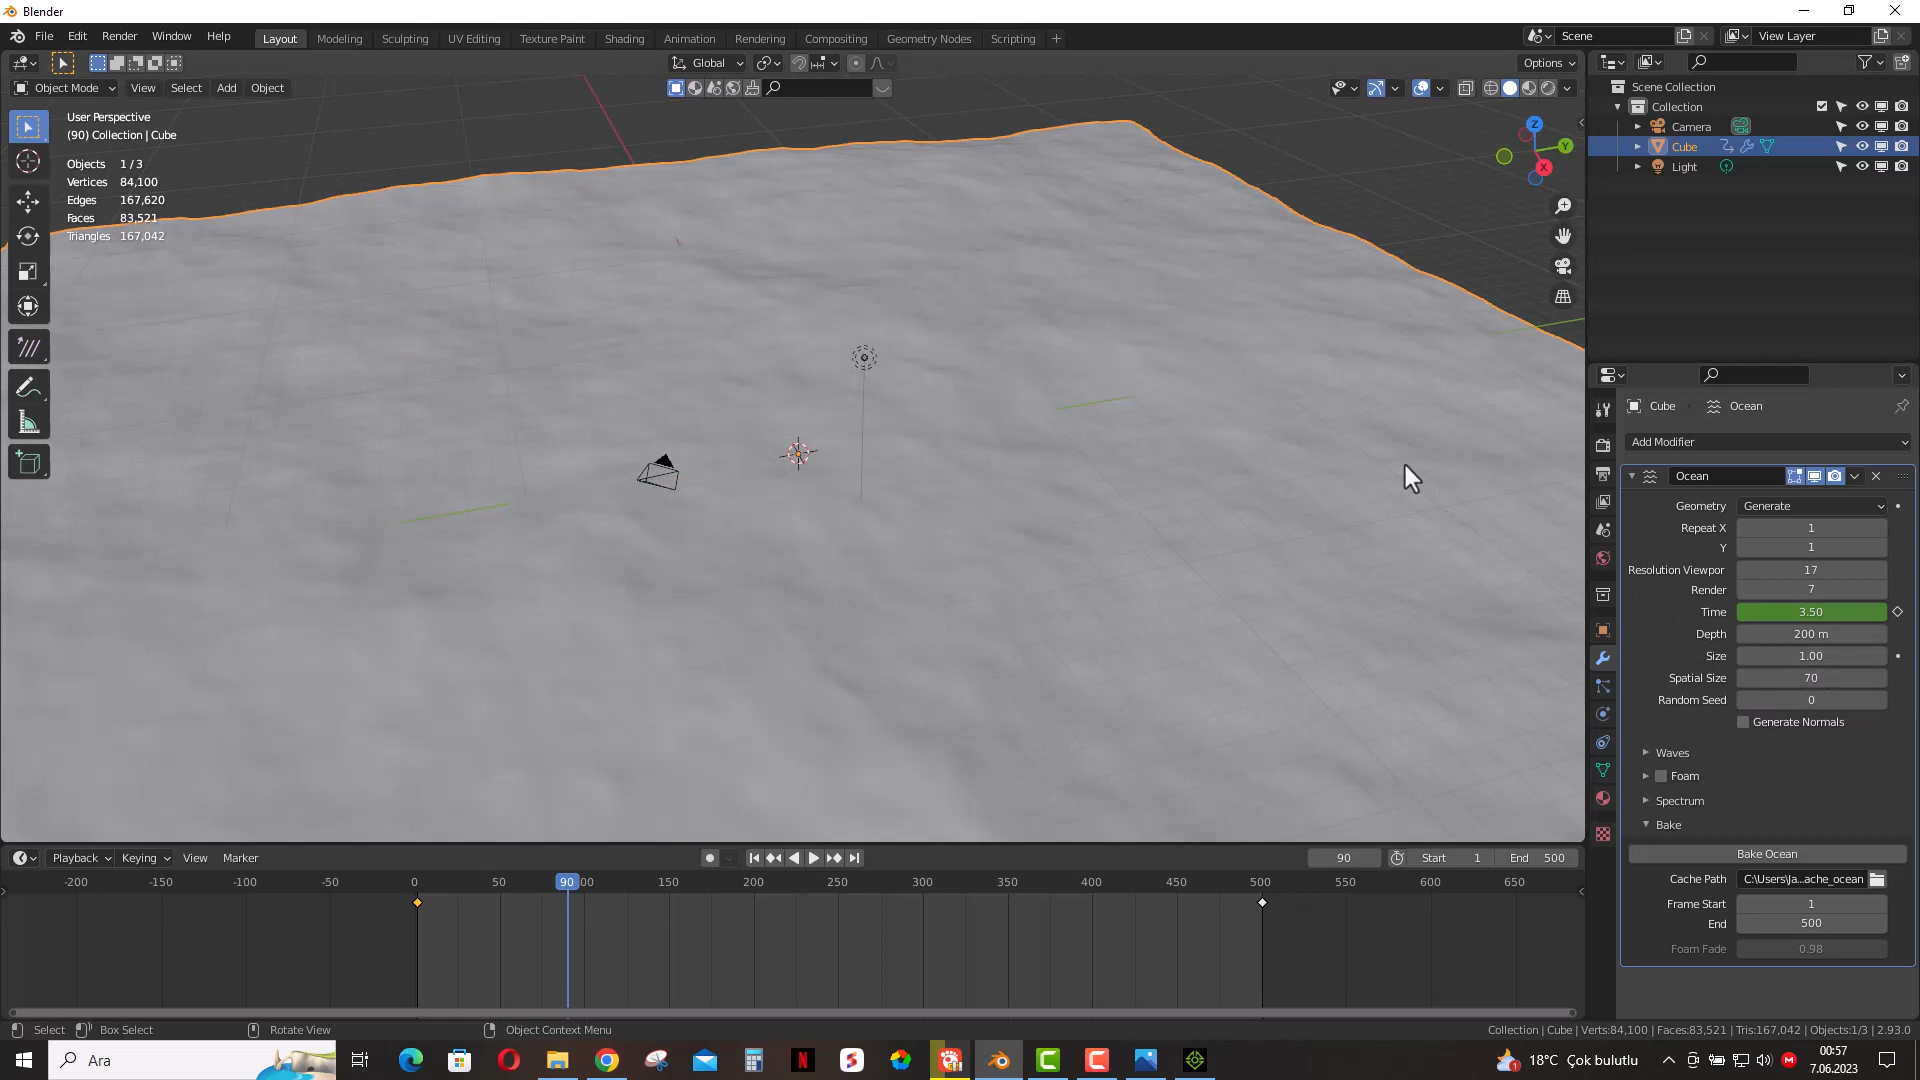 Blender
File Edit Render Window Help
Layout Modeling Sculpting UV Editing Texture Paint Shading Animation Rendering Compositing Geometry Nodes Scripting +
Scene
View Layer
Global
Options
Object Mode View Select Add Object
User Perspective
(90) Collection | Cube
Objects 1 / 3
Vertices 84,100
Edges 167,620
Faces 83,521
Triangles 167,042
Z
Y
X
Scene Collection
Collection
Camera
Cube
Light
Cube Ocean
Add Modifier
Ocean
Geometry Generate
Repeat X 1
Y 1
Resolution Viewpor 17
Render 7
Time 3.50
Depth 200 m
Size 1.00
Spatial Size 70
Random Seed 0
Generate Normals
Waves
Foam
Spectrum
Bake
Bake Ocean
Cache Path C:\Users\Ja...ache_ocean
Frame Start 1
End 500
Foam Fade 0.98
Playback Keying View Marker
90 Start 1 End 500
-200 -150 -100 -50 0 50 90 00 150 200 250 300 350 400 450 500 550 600 650
Select Box Select Rotate View Object Context Menu
Collection | Cube | Verts:84,100 | Faces:83,521 | Tris:167,042 | Objects:1/3 | 2.93.0
Ara
18°C Çok bulutlu
00:57
7.06.2023